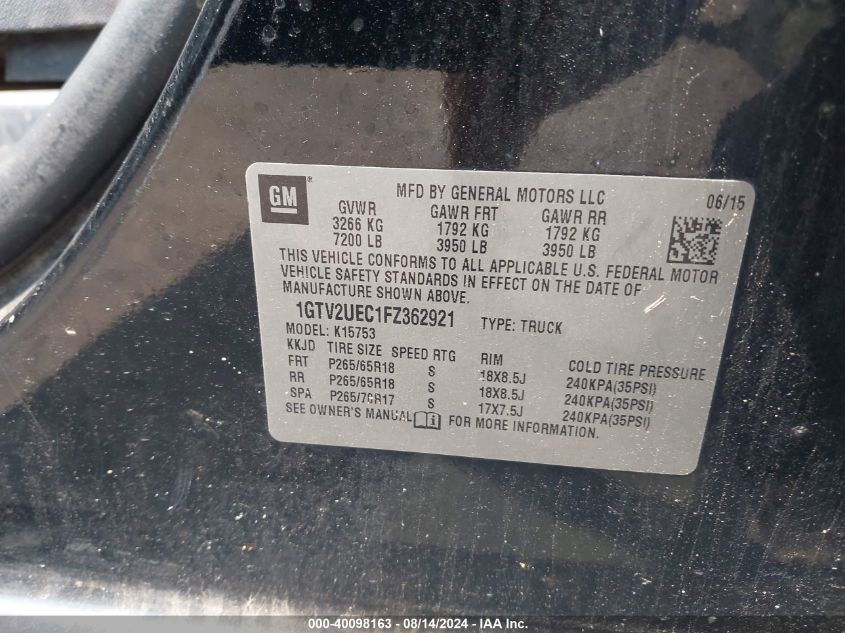 GM
MFD BY GENERAL MOTORS LLC 06/15
GVWR GAWR FRT GAWR RR
3266 KG 1792 KG 1792 KG
7200 LB 3950 LB 3950 LB
THIS VEHICLE CONFORMS TO ALL APPLICABLE U.S. FEDERAL MOTOR
VEHICLE SAFETY STANDARDS IN EFFECT ON THE DATE OF
MANUFACTURE SHOWN ABOVE.
1GTV2UEC1FZ362921 TYPE: TRUCK
MODEL: K15753
KKJD TIRE SIZE SPEED RTG RIM COLD TIRE PRESSURE
FRT P265/65R18 S 18X8.5J 240KPA(35PSI)
RR P265/65R18 S 18X8.5J 240KPA(35PSI)
SPA P265/70R17 S 17X7.5J 240KPA(35PSI)
SEE OWNER'S MANUAL FOR MORE INFORMATION.
000-40098163 - 08/14/2024 - IAA Inc.